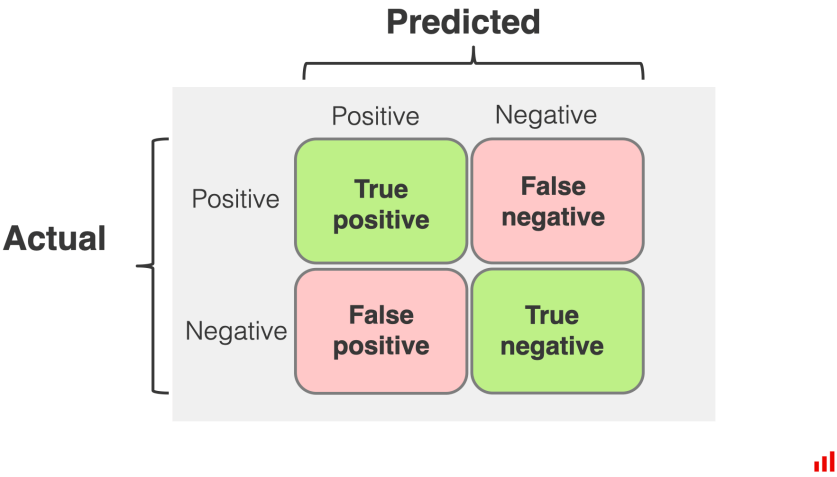 Predicted
Positive Negative
Positive
True
positive
False
negative
Actual
Negative
False
positive
True
negative